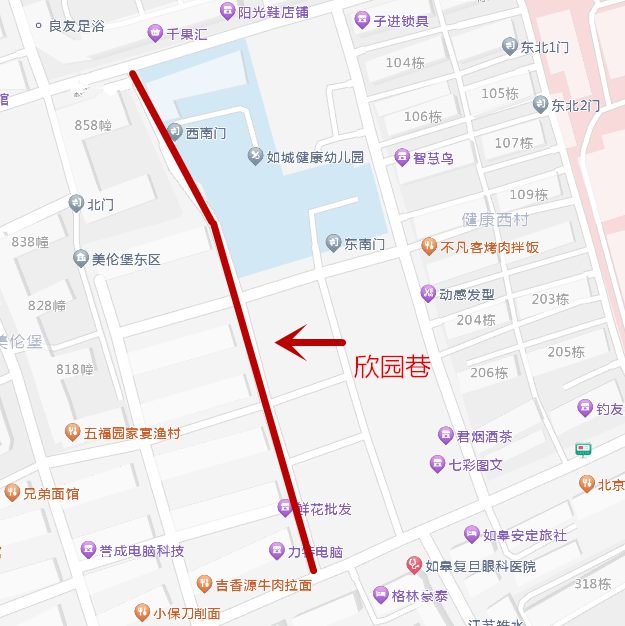 阳光鞋店铺
良友足浴
千果汇
子进锁具
东北1门
104栋
105栋
东北2门
馆
858幢
106栋
西南门
107栋
如城健康幼儿园
智慧鸟
109栋
北门
健康西村
838幢
东南门
不凡客烤肉拌饭
美伦堡东区
动感发型
203栋
828幢
204栋
美伦堡
205栋
818幢
欣园巷
206栋
钓友
五福园家宴渔村
君烟酒茶
七彩图文
北京
兄弟面馆
鲜花批发
如皋安定旅社
誉成电脑科技
力特电脑
如皋复旦眼科医院
吉香源牛肉拉面
318栋
格林豪泰
小保刀削面